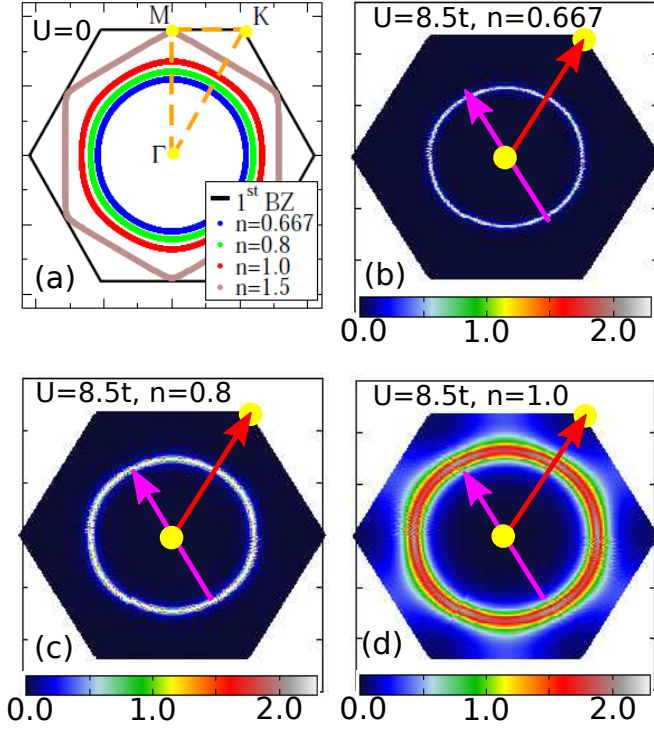 U=0
M
K
Γ
1st BZ
n=0.667
n=0.8
n=1.0
n=1.5
(a)
U=8.5t, n=0.667
(b)
0.0 1.0 2.0
U=8.5t, n=0.8
(c)
0.0 1.0 2.0
U=8.5t, n=1.0
(d)
0.0 1.0 2.0